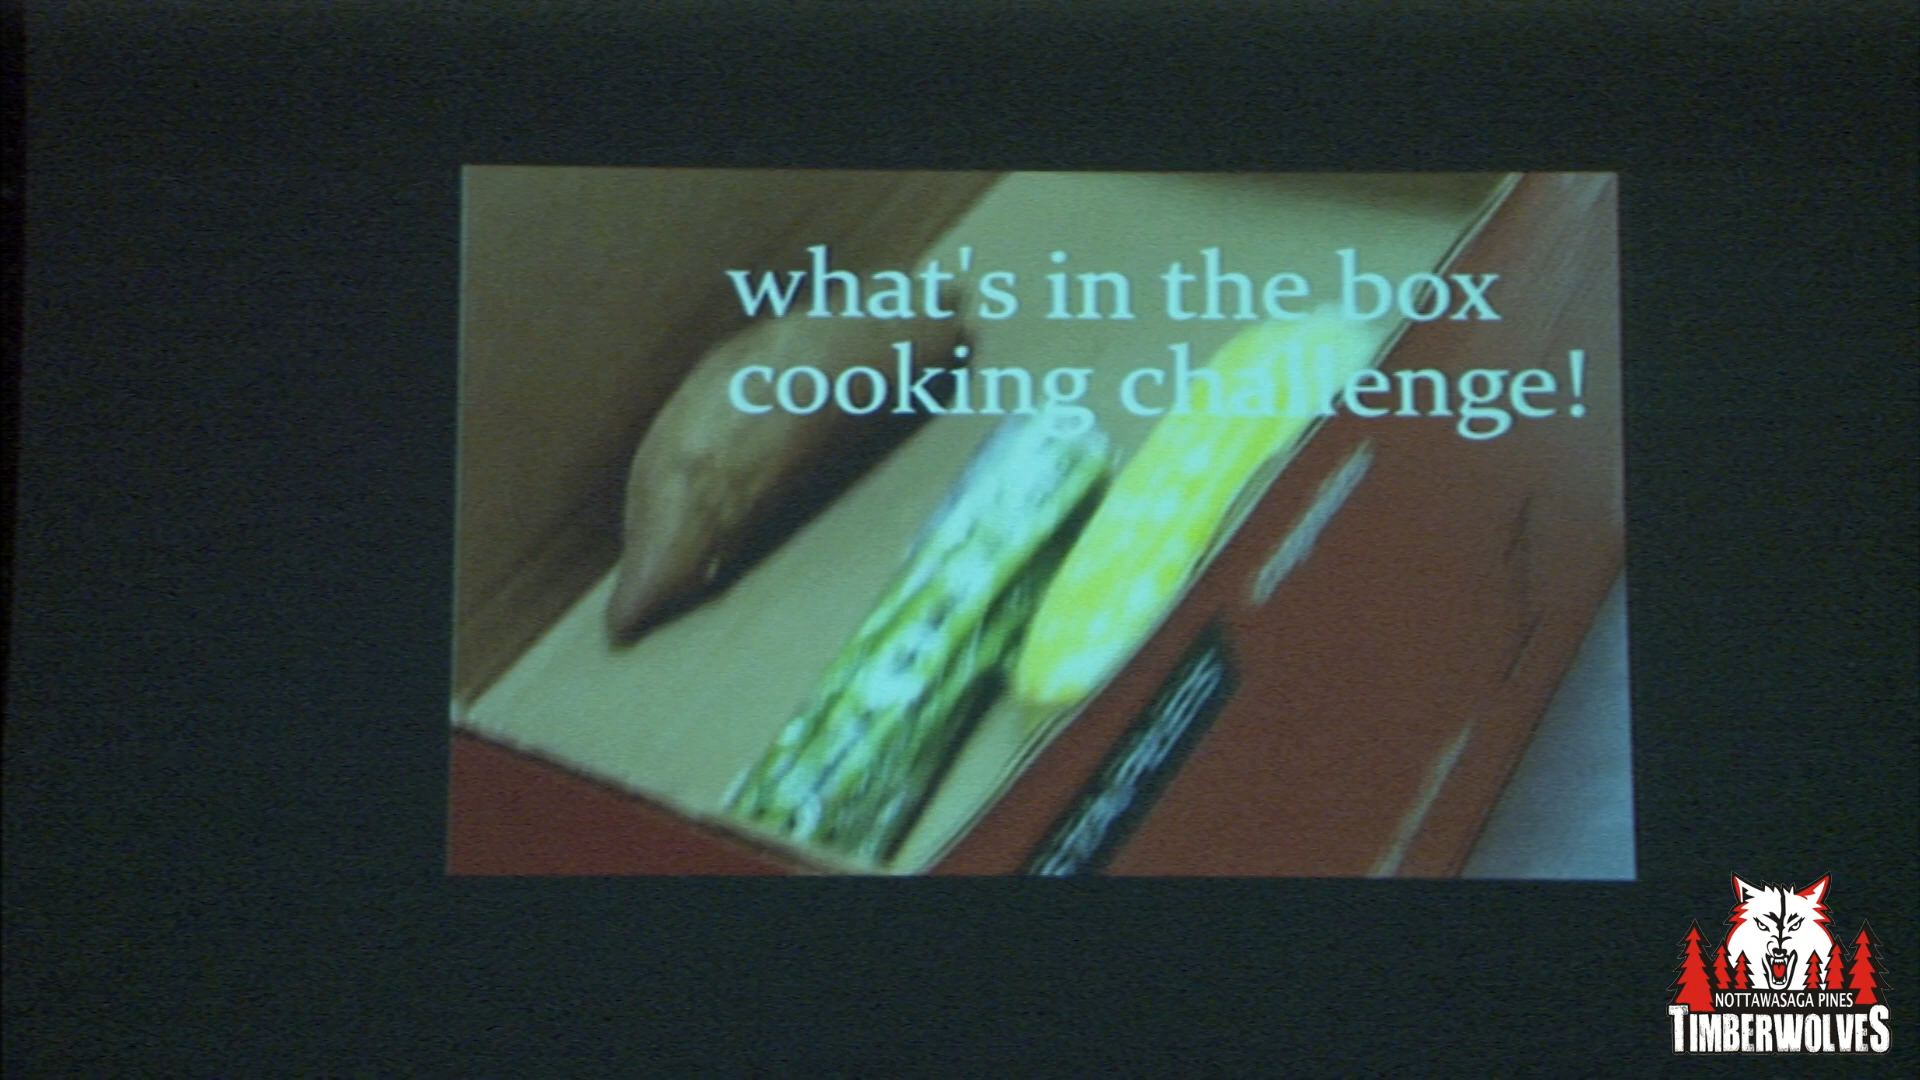 what's in the box
cooking challenge!
NOTTAWASAGA PINES
TIMBERWOLVES